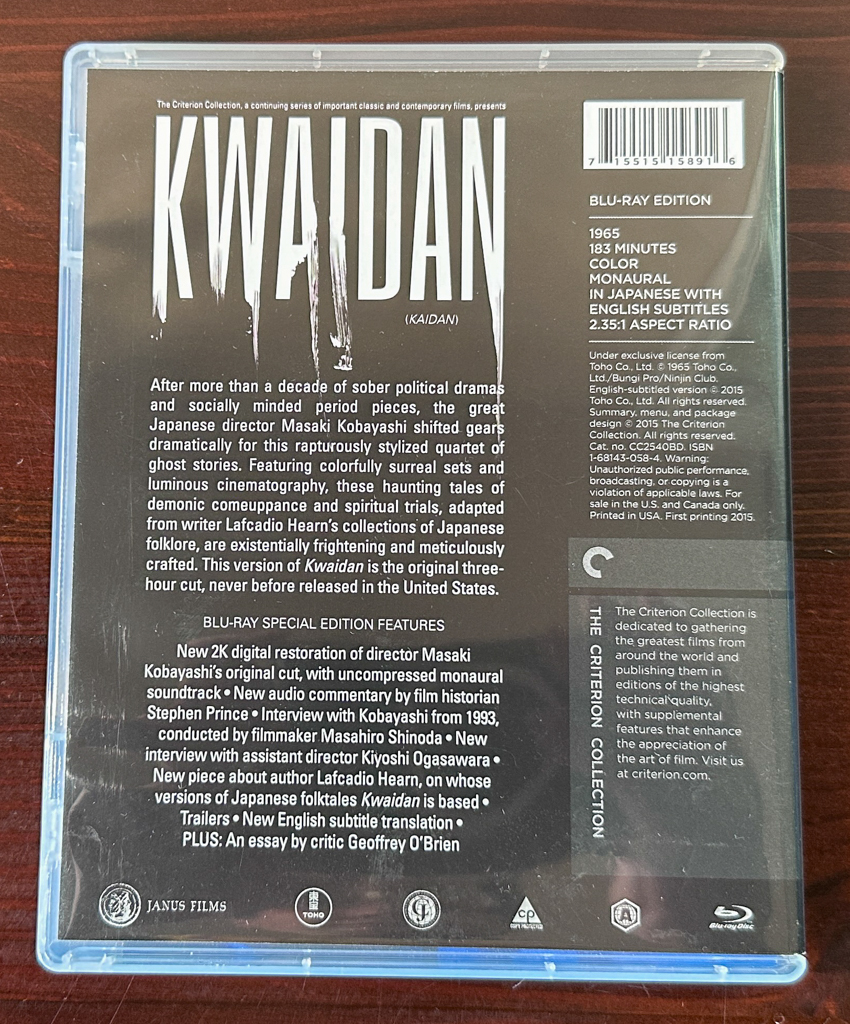 The Criterion Collection, a continuing series of important classic and contemporary films, presents
KWAIDAN
(KAIDAN)
After more than a decade of sober political dramas
and socially minded period pieces, the great
Japanese director Masaki Kobayashi shifted gears
dramatically for this rapturously stylized quartet of
ghost stories. Featuring colorfully surreal sets and
luminous cinematography, these haunting tales of
demonic comeuppance and spiritual trials, adapted
from writer Lafcadio Hearn's collections of Japanese
folklore, are existentially frightening and meticulously
crafted. This version of Kwaidan is the original three-
hour cut, never before released in the United States.
BLU-RAY SPECIAL EDITION FEATURES
New 2K digital restoration of director Masaki
Kobayashi's original cut, with uncompressed monaural
soundtrack • New audio commentary by film historian
Stephen Prince • Interview with Kobayashi from 1993,
conducted by filmmaker Masahiro Shinoda • New
interview with assistant director Kiyoshi Ogasawara •
New piece about author Lafcadio Hearn, on whose
versions of Japanese folktales Kwaidan is based •
Trailers • New English subtitle translation •
PLUS: An essay by critic Geoffrey O'Brien
7 15515 15891 6
BLU-RAY EDITION
1965
183 MINUTES
COLOR
MONAURAL
IN JAPANESE WITH
ENGLISH SUBTITLES
2.35:1 ASPECT RATIO
Under exclusive license from
Toho Co., Ltd. © 1965 Toho Co.,
Ltd./Bungi Pro/Ninjin Club.
English-subtitled version © 2015
Toho Co., Ltd. All rights reserved.
Summary, menu, and package
design © 2015 The Criterion
Collection. All rights reserved.
Cat. no. CC2540BD. ISBN
1-68143-058-4. Warning:
Unauthorized public performance,
broadcasting, or copying is a
violation of applicable laws. For
sale in the U.S. and Canada only.
Printed in USA. First printing 2015.
THE CRITERION COLLECTION
The Criterion Collection is
dedicated to gathering
the greatest films from
around the world and
publishing them in
editions of the highest
technical quality,
with supplemental
features that enhance
the appreciation of
the art of film. Visit us
at criterion.com.
JANUS FILMS
東宝
TOHO
CP
COPY PROTECTED
A
Blu-ray Disc